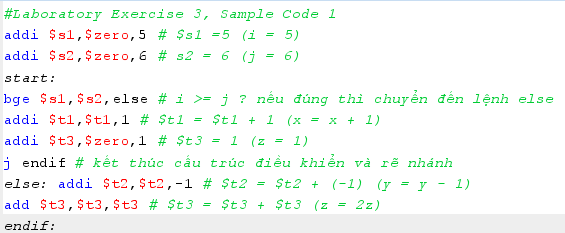 #Laboratory Exercise 3, Sample Code 1
addi $s1,$zero,5 # $s1 =5 (i = 5)
addi $s2,$zero,6 # s2 = 6 (j = 6)
start:
bge $s1,$s2,else # i >= j ? nếu đúng thì chuyển đến lệnh else
addi $t1,$t1,1 # $t1 = $t1 + 1 (x = x + 1)
addi $t3,$zero,1 # $t3 = 1 (z = 1)
j endif # kết thúc cấu trúc điều khiển và rẽ nhánh
else: addi $t2,$t2,-1 # $t2 = $t2 + (-1) (y = y - 1)
add $t3,$t3,$t3 # $t3 = $t3 + $t3 (z = 2z)
endif: